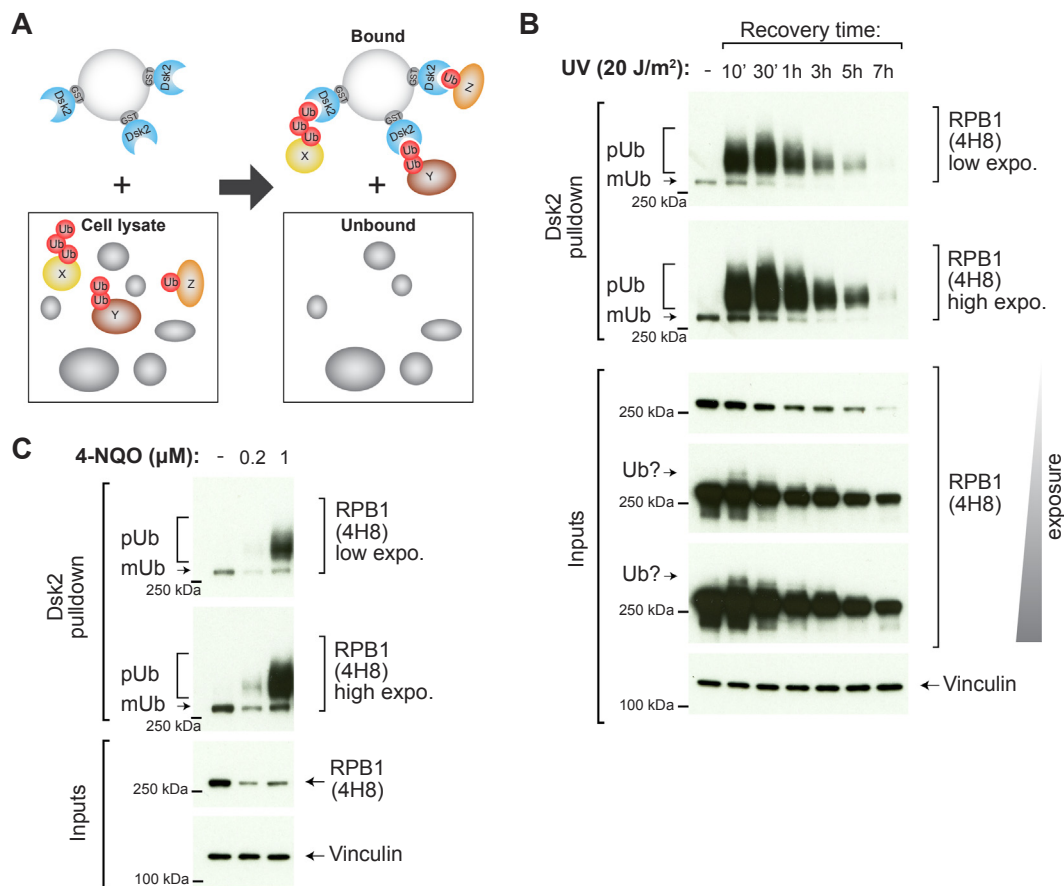 A
Bound
GST
Dsk2
GST
Dsk2
GST
Dsk2
GST
Dsk2
Ub
Z
Ub
Ub
Ub
X
GST
Dsk2
GST
Dsk2
Ub
Ub
Y
+
+
Cell lysate
Ub
Ub
Ub
X
Ub
Ub
Y
Ub
Z
Unbound
B
Recovery time:
UV (20 J/m²): - 10' 30' 1h 3h 5h 7h
Dsk2
pulldown
pUb
mUb
250 kDa
RPB1
(4H8)
low expo.
pUb
mUb
250 kDa
RPB1
(4H8)
high expo.
Inputs
250 kDa
Ub?
250 kDa
Ub?
250 kDa
RPB1
(4H8)
exposure
100 kDa
Vinculin
C
4-NQO (µM): - 0.2 1
Dsk2
pulldown
pUb
mUb
250 kDa
RPB1
(4H8)
low expo.
pUb
mUb
250 kDa
RPB1
(4H8)
high expo.
Inputs
250 kDa
RPB1
(4H8)
100 kDa
Vinculin